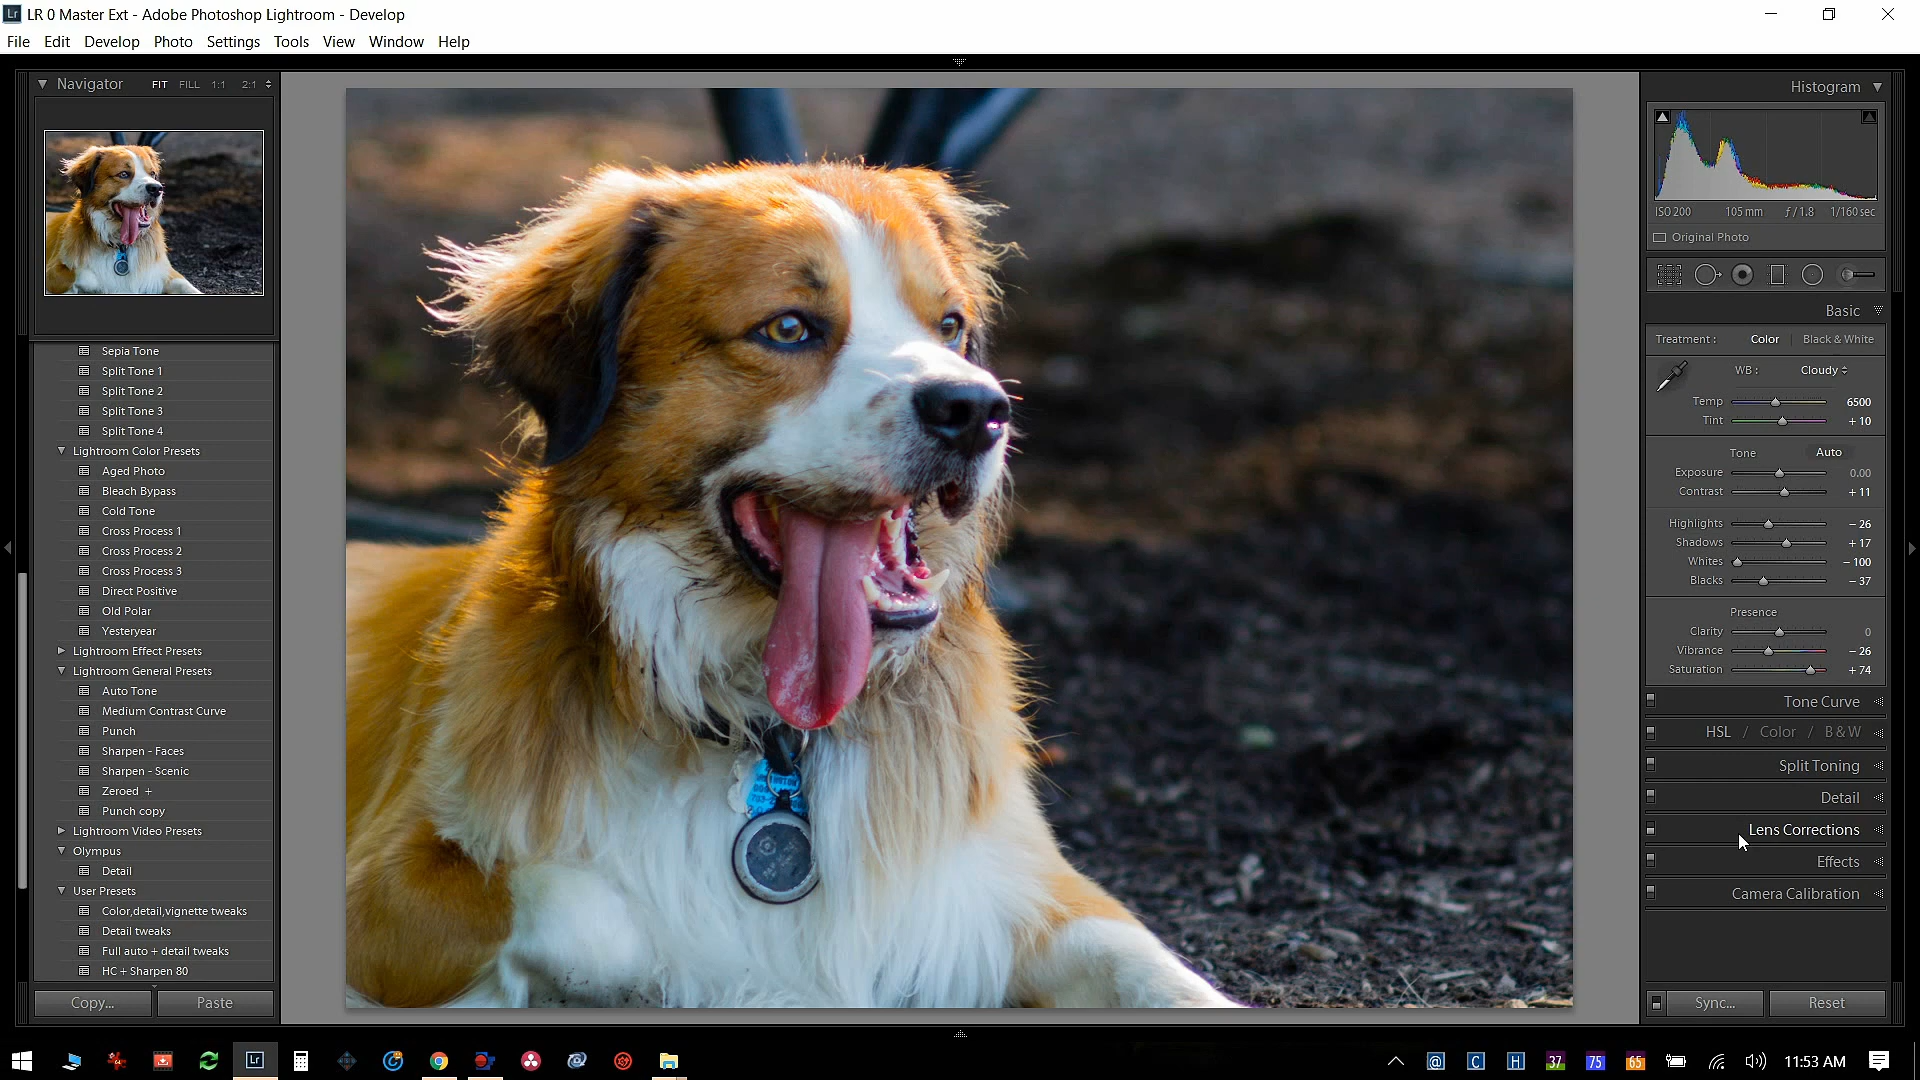 LR 0 Master Ext - Adobe Photoshop Lightroom - Develop
File Edit Develop Photo Settings Tools View Window Help
Navigator FIT FILL 1:1 2:1
Sepia Tone
Split Tone 1
Split Tone 2
Split Tone 3
Split Tone 4
Lightroom Color Presets
Aged Photo
Bleach Bypass
Cold Tone
Cross Process 1
Cross Process 2
Cross Process 3
Direct Positive
Old Polar
Yesteryear
Lightroom Effect Presets
Lightroom General Presets
Auto Tone
Medium Contrast Curve
Punch
Sharpen - Faces
Sharpen - Scenic
Zeroed +
Punch copy
Lightroom Video Presets
Olympus
Detail
User Presets
Color,detail,vignette tweaks
Detail tweaks
Full auto + detail tweaks
HC + Sharpen 80
Copy... Paste
Histogram
ISO 200 105 mm ƒ / 1.8 1/160 sec
Original Photo
Basic
Treatment : Color Black & White
WB : Cloudy
Temp 6500
Tint + 10
Tone Auto
Exposure 0.00
Contrast + 11
Highlights - 26
Shadows + 17
Whites - 100
Blacks - 37
Presence
Clarity 0
Vibrance - 26
Saturation + 74
Tone Curve
HSL / Color / B & W
Split Toning
Detail
Lens Corrections
Effects
Camera Calibration
Sync... Reset
Lr @ C H 37 75 65 11:53 AM